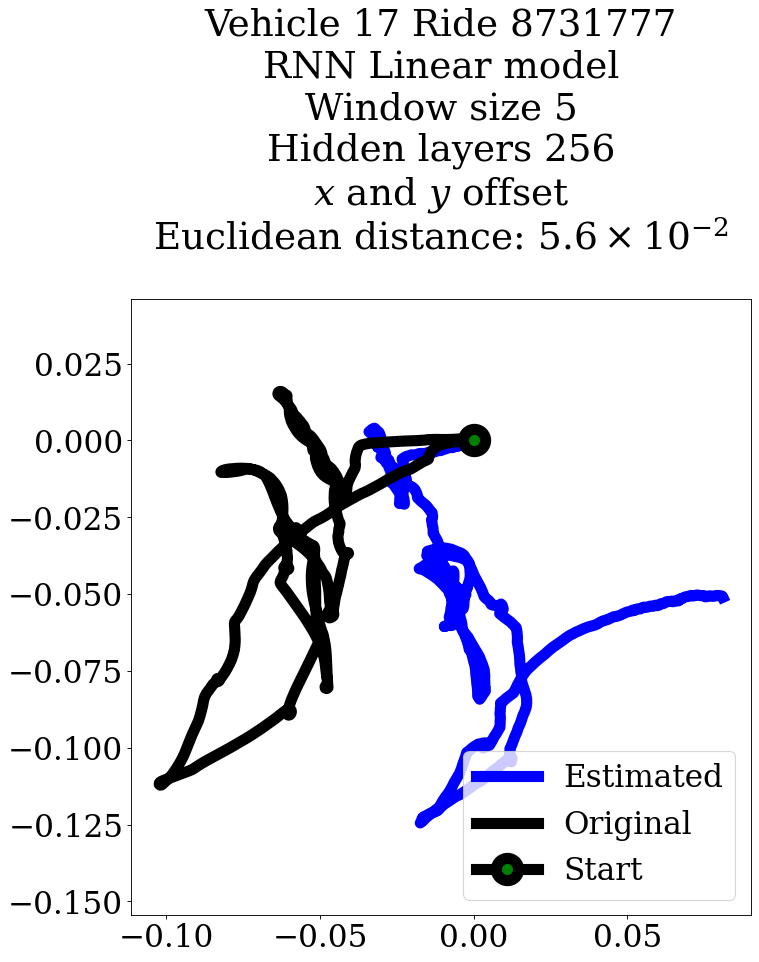 Vehicle 17 Ride 8731777
RNN Linear model
Window size 5
Hidden layers 256
x and y offset
Euclidean distance: 5.6 × 10⁻²
0.025
0.000
−0.025
−0.050
−0.075
−0.100
−0.125
−0.150
Estimated
Original
Start
−0.10 −0.05 0.00 0.05